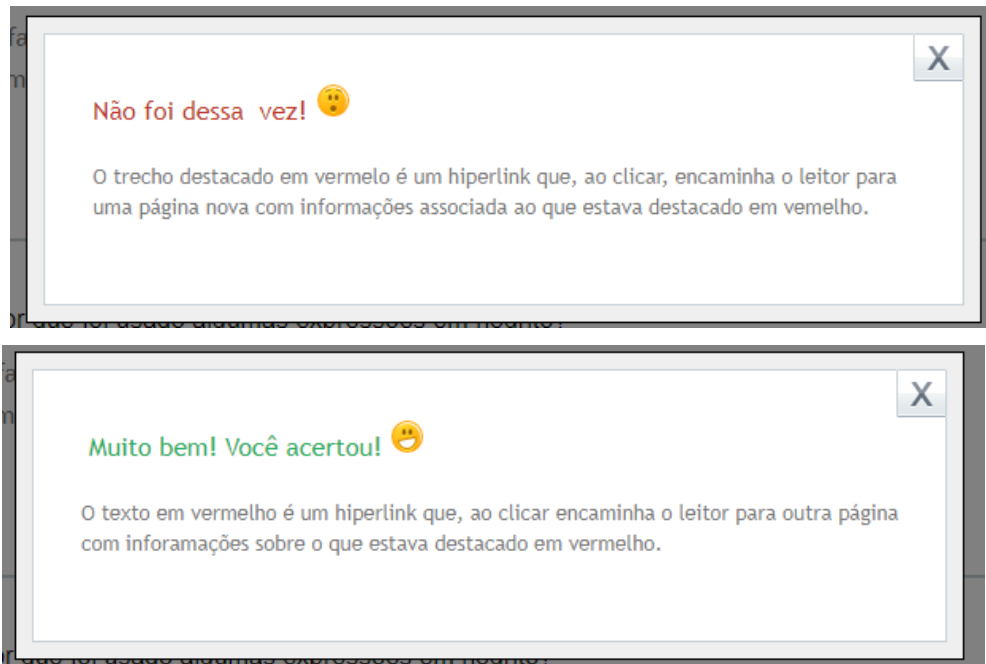 fa
m
X
Não foi dessa vez!
O trecho destacado em vermelo é um hiperlink que, ao clicar, encaminha o leitor para
uma página nova com informações associada ao que estava destacado em vemelho.
X
Muito bem! Você acertou!
O texto em vermelho é um hiperlink que, ao clicar encaminha o leitor para outra página
com inforamações sobre o que estava destacado em vermelho.